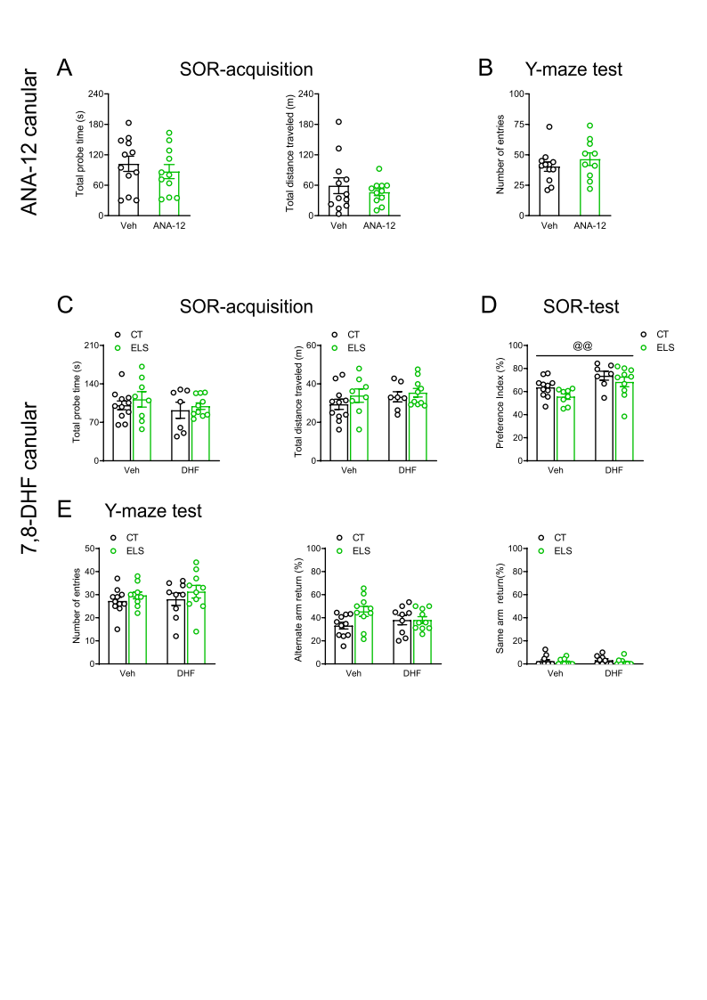 ANA-12 canular
A
SOR-acquisition
B
Y-maze test
Total probe time (s)
240
180
120
60
0
Veh
ANA-12
Total distance traveled (m)
240
180
120
60
0
Veh
ANA-12
Number of entries
100
75
50
25
0
Veh
ANA-12
7,8-DHF canular
C
SOR-acquisition
D
SOR-test
CT
ELS
Total probe time (s)
210
140
70
0
Veh
DHF
CT
ELS
Total distance traveled (m)
60
40
20
0
Veh
DHF
CT
ELS
@@
Preference Index (%)
100
80
60
40
20
0
Veh
DHF
E
Y-maze test
CT
ELS
Number of entries
50
40
30
20
10
0
Veh
DHF
CT
ELS
Alternate arm return (%)
100
80
60
40
20
0
Veh
DHF
CT
ELS
Same arm return(%)
100
80
60
40
20
0
Veh
DHF